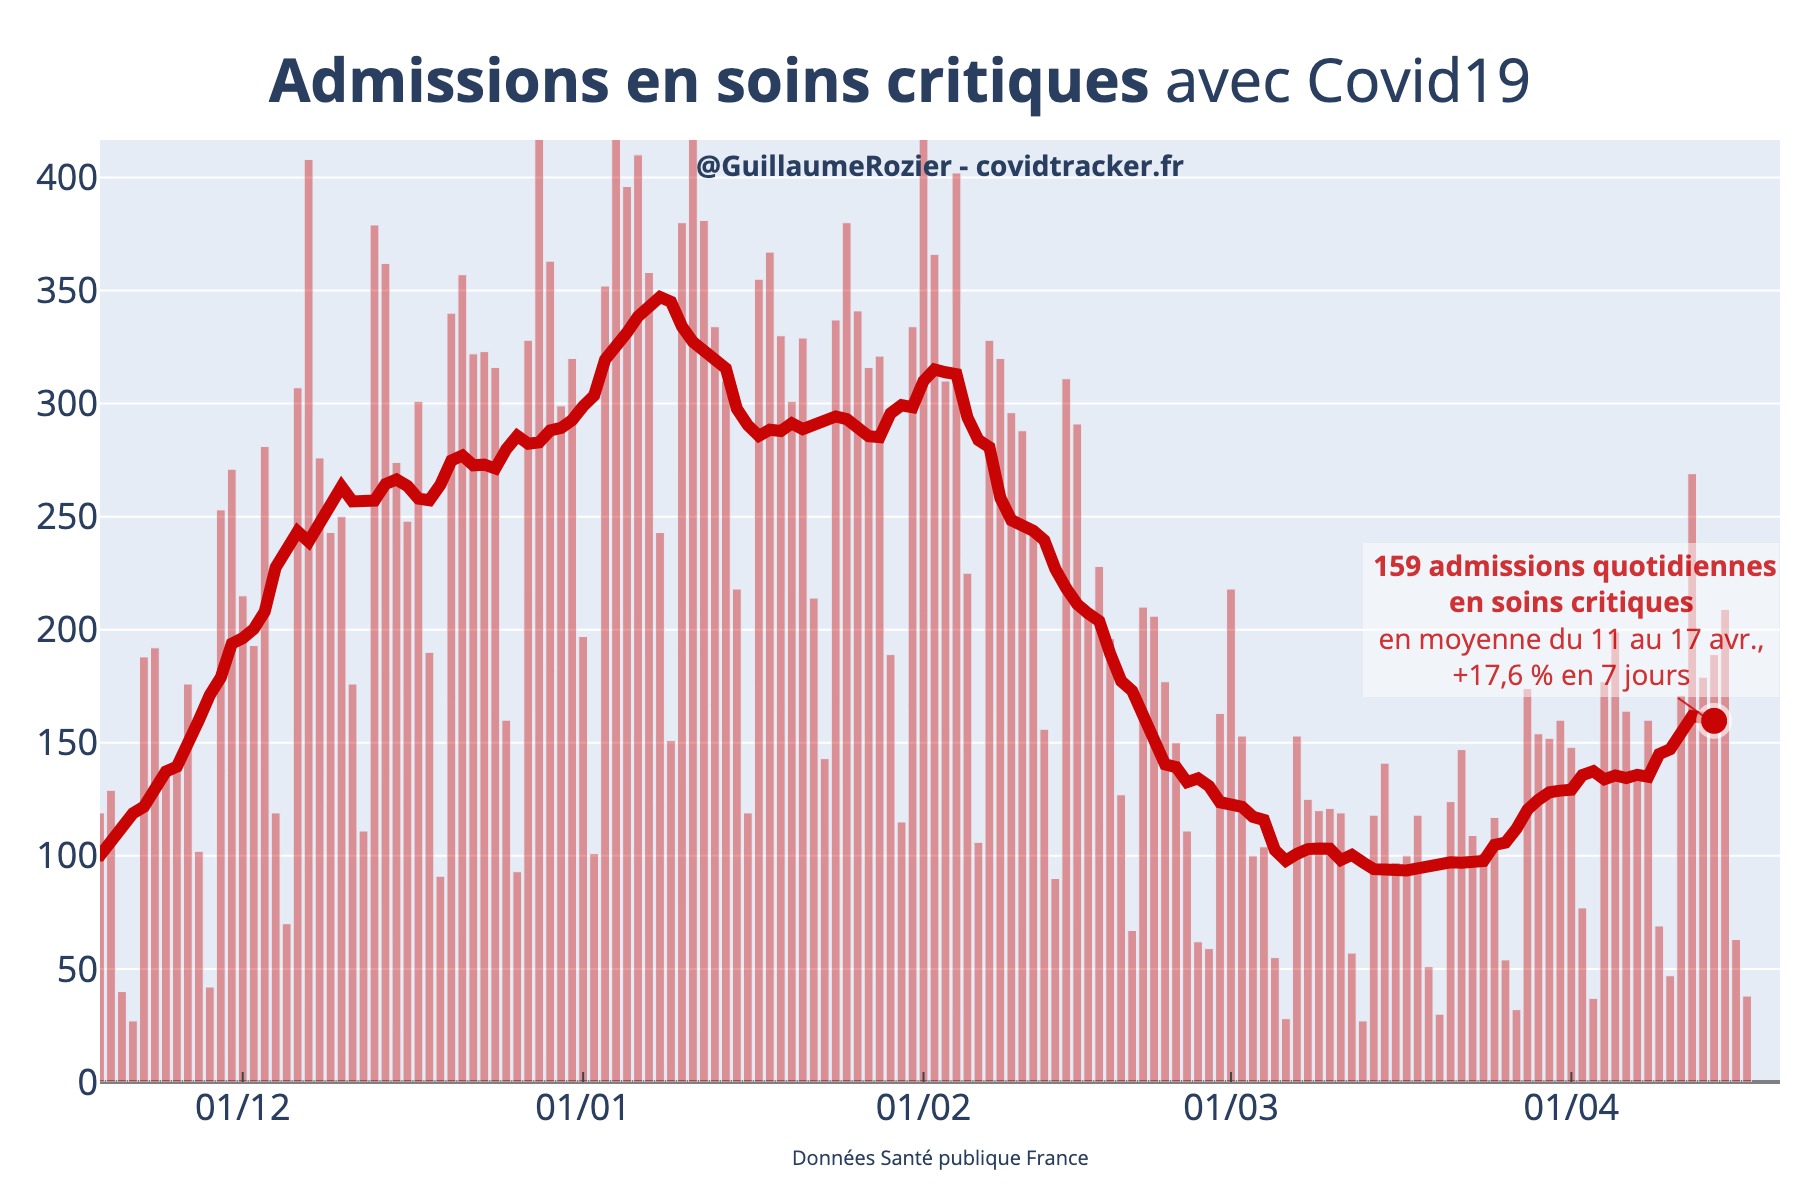 Admissions en soins critiques avec Covid19
@GuillaumeRozier - covidtracker.fr
400
350
300
250
200
150
100
50
0
159 admissions quotidiennes
en soins critiques
en moyenne du 11 au 17 avr.,
+17,6 % en 7 jours
01/12
01/01
01/02
01/03
01/04
Données Santé publique France